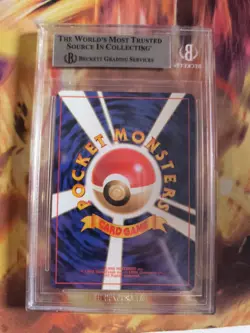 THE WORLD'S MOST TRUSTED
SOURCE IN COLLECTING
BECKETT GRADING SERVICES
POCKET MONSTERS
CARD GAME